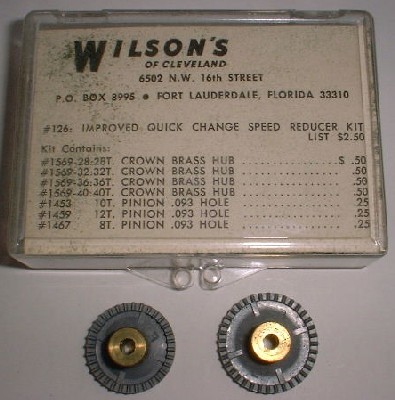 WILSON'S
OF CLEVELAND
6502 N.W. 16th STREET
P.O. BOX 8995 • FORT LAUDERDALE, FLORIDA 33310
#126: IMPROVED QUICK CHANGE SPEED REDUCER KIT
LIST $2.50
Kit Contains:
#1569-28-28T. CROWN BRASS HUB ................ $ .50
#1569-32-32T. CROWN BRASS HUB .................. .50
#1569-36-36T. CROWN BRASS HUB .................. .50
#1569-40-40T. CROWN BRASS HUB .................. .50
#1453 10T. PINION .093 HOLE .................. .25
#1459 12T. PINION .093 HOLE .................. .25
#1467 8T. PINION .093 HOLE .................. .25